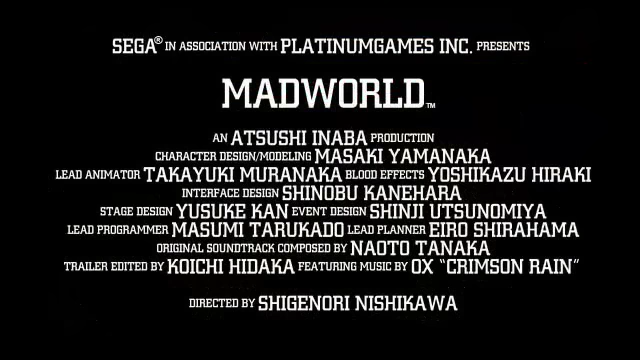 SEGA® IN ASSOCIATION WITH PLATINUMGAMES INC. PRESENTS
MADWORLD™
AN ATSUSHI INABA PRODUCTION
CHARACTER DESIGN/MODELING MASAKI YAMANAKA
LEAD ANIMATOR TAKAYUKI MURANAKA BLOOD EFFECTS YOSHIKAZU HIRAKI
INTERFACE DESIGN SHINOBU KANEHARA
STAGE DESIGN YUSUKE KAN EVENT DESIGN SHINJI UTSUNOMIYA
LEAD PROGRAMMER MASUMI TARUKADO LEAD PLANNER EIRO SHIRAHAMA
ORIGINAL SOUNDTRACK COMPOSED BY NAOTO TANAKA
TRAILER EDITED BY KOICHI HIDAKA FEATURING MUSIC BY OX “CRIMSON RAIN”
DIRECTED BY SHIGENORI NISHIKAWA